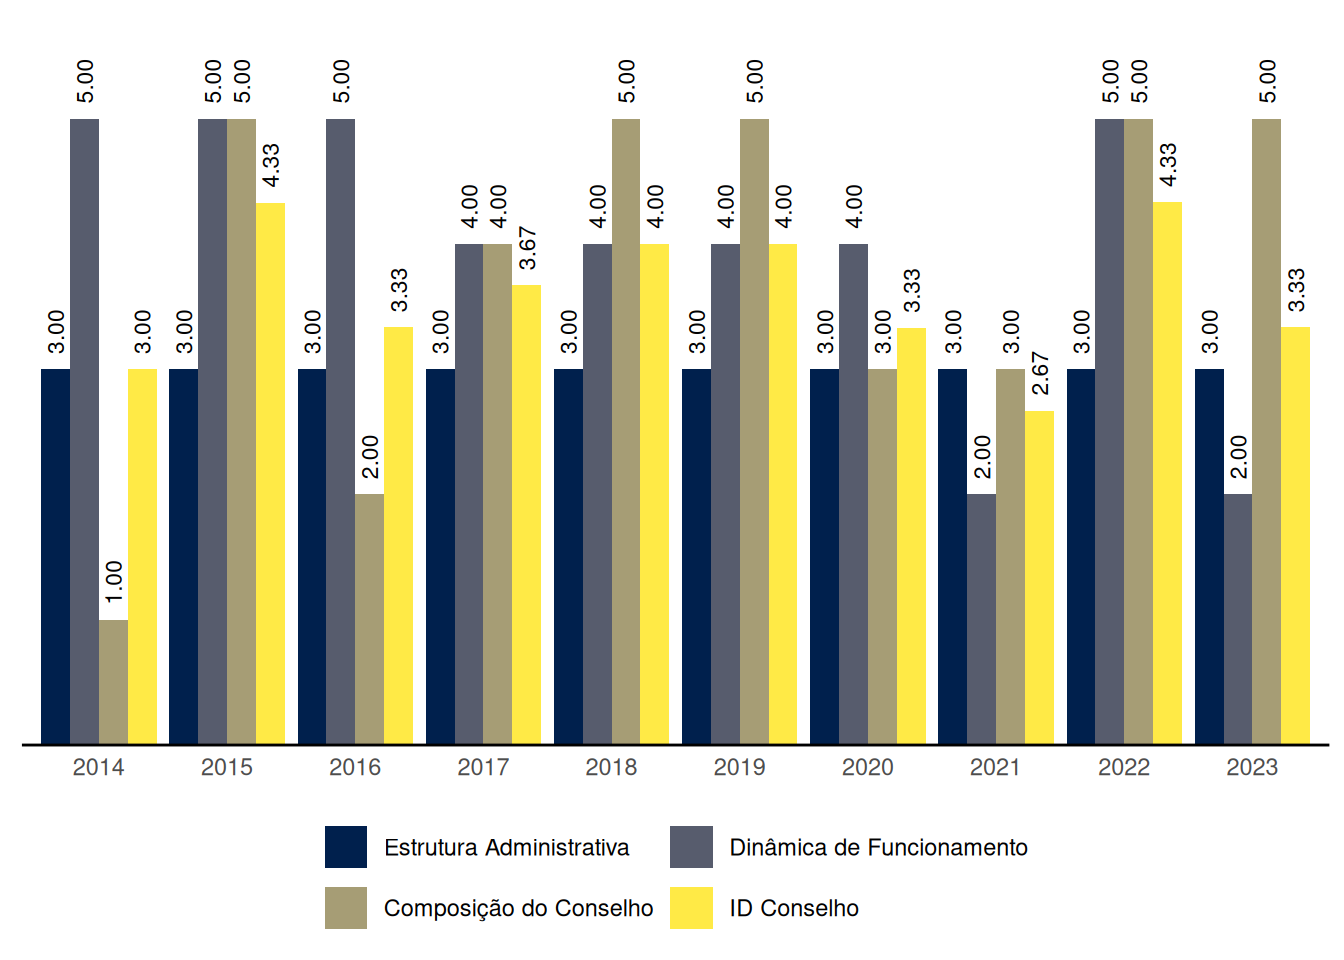 5.00 5.00 5.00 5.00 5.00 5.00 5.00 5.00 5.00
4.33 4.33
4.00 4.00 4.00 4.00 4.00 4.00 4.00
3.67
3.33 3.33 3.33
3.00 3.00 3.00 3.00 3.00 3.00 3.00 3.00 3.00 3.00 3.00 3.00 3.00
2.67
2.00 2.00 2.00
1.00
2014 2015 2016 2017 2018 2019 2020 2021 2022 2023
Estrutura Administrativa Dinâmica de Funcionamento
Composição do Conselho ID Conselho